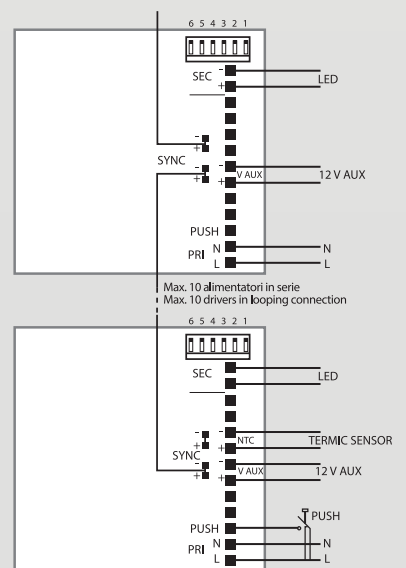 6 5 4 3 2 1
SEC
-
+
LED
-
+
SYNC
-
+
-
V AUX
+
12 V AUX
PUSH
PRI
N
L
N
L
Max. 10 alimentatori in serie
Max. 10 drivers in looping connection
6 5 4 3 2 1
SEC
LED
-
+
-
NTC
+
TERMIC SENSOR
SYNC
-
+
-
V AUX
+
12 V AUX
PUSH
PUSH
PRI
N
L
N
L